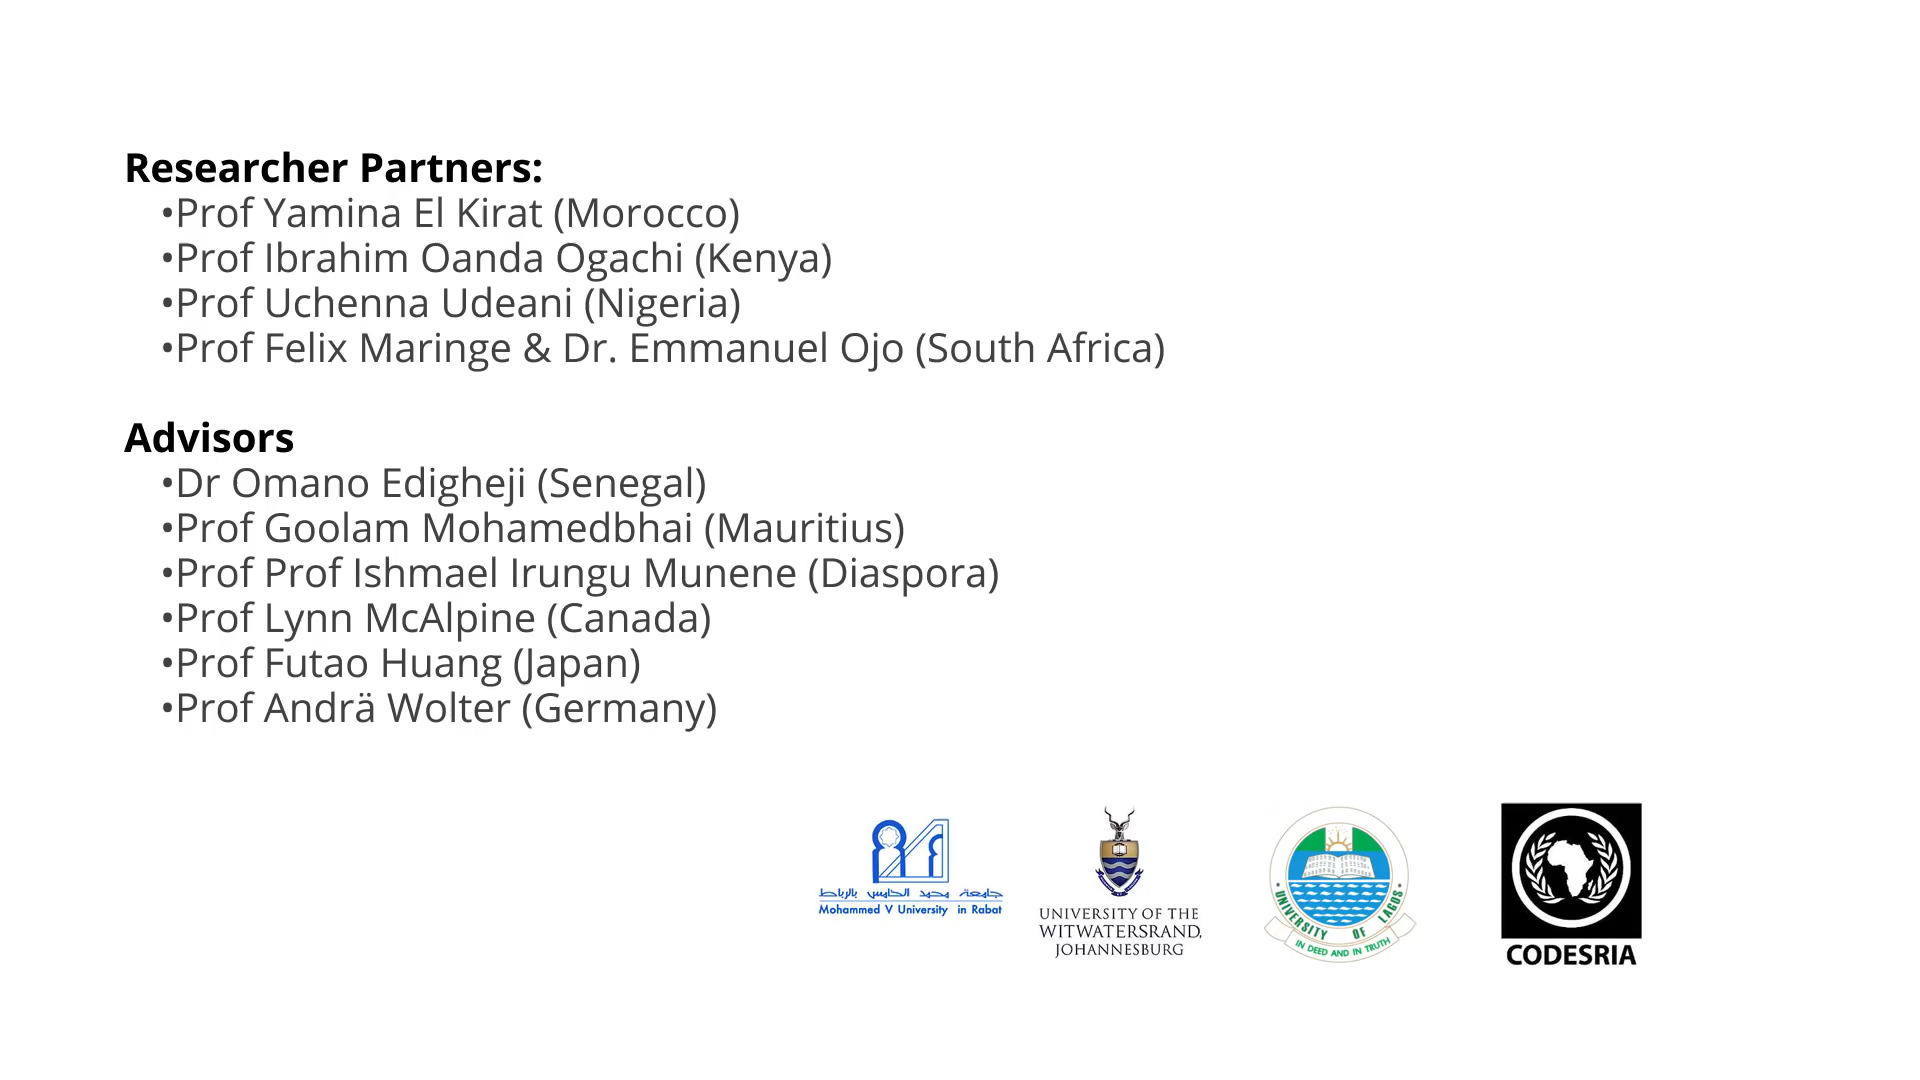 Researcher Partners:
•Prof Yamina El Kirat (Morocco)
•Prof Ibrahim Oanda Ogachi (Kenya)
•Prof Uchenna Udeani (Nigeria)
•Prof Felix Maringe & Dr. Emmanuel Ojo (South Africa)
Advisors
•Dr Omano Edigheji (Senegal)
•Prof Goolam Mohamedbhai (Mauritius)
•Prof Prof Ishmael Irungu Munene (Diaspora)
•Prof Lynn McAlpine (Canada)
•Prof Futao Huang (Japan)
•Prof Andrä Wolter (Germany)
جامعة محمد الخامس بالرباط
Mohammed V University in Rabat
UNIVERSITY OF THE
WITWATERSRAND,
JOHANNESBURG
UNIVERSITY OF LAGOS
IN DEED AND IN TRUTH
CODESRIA